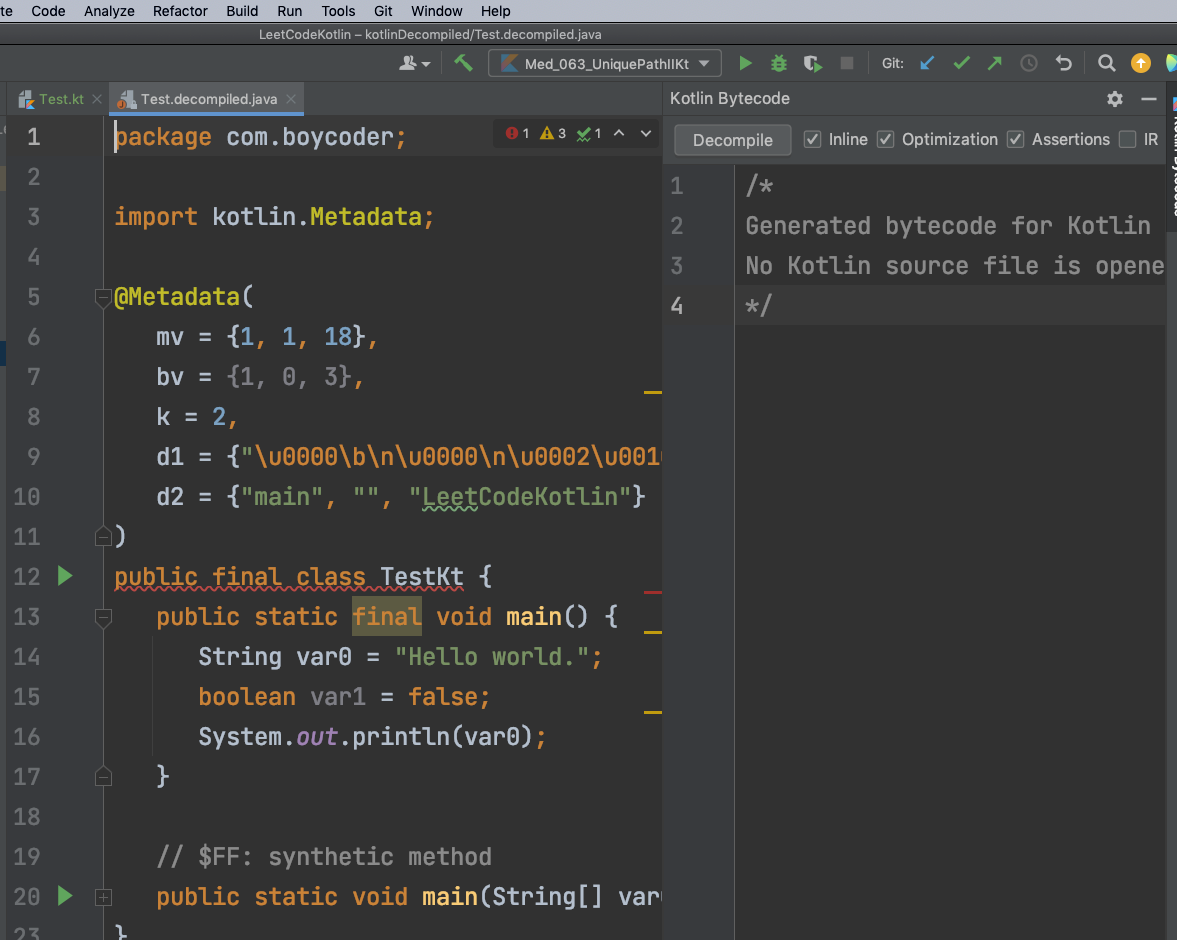 te Code Analyze Refactor Build Run Tools Git Window Help
LeetCodeKotlin – kotlinDecompiled/Test.decompiled.java
Med_063_UniquePathIIKt Git:
Test.kt Test.decompiled.java
1 3 1
1 package com.boycoder;
2
3 import kotlin.Metadata;
4
5 @Metadata(
6 mv = {1, 1, 18},
7 bv = {1, 0, 3},
8 k = 2,
9 d1 = {"\u0000\b\n\u0000\n\u0002\u001
10 d2 = {"main", "", "LeetCodeKotlin"}
11 )
12 public final class TestKt {
13 public static final void main() {
14 String var0 = "Hello world.";
15 boolean var1 = false;
16 System.out.println(var0);
17 }
18
19 // $FF: synthetic method
20 public static void main(String[] var
23 }
Kotlin Bytecode
Decompile Inline Optimization Assertions IR
1 /*
2 Generated bytecode for Kotlin
3 No Kotlin source file is opene
4 */